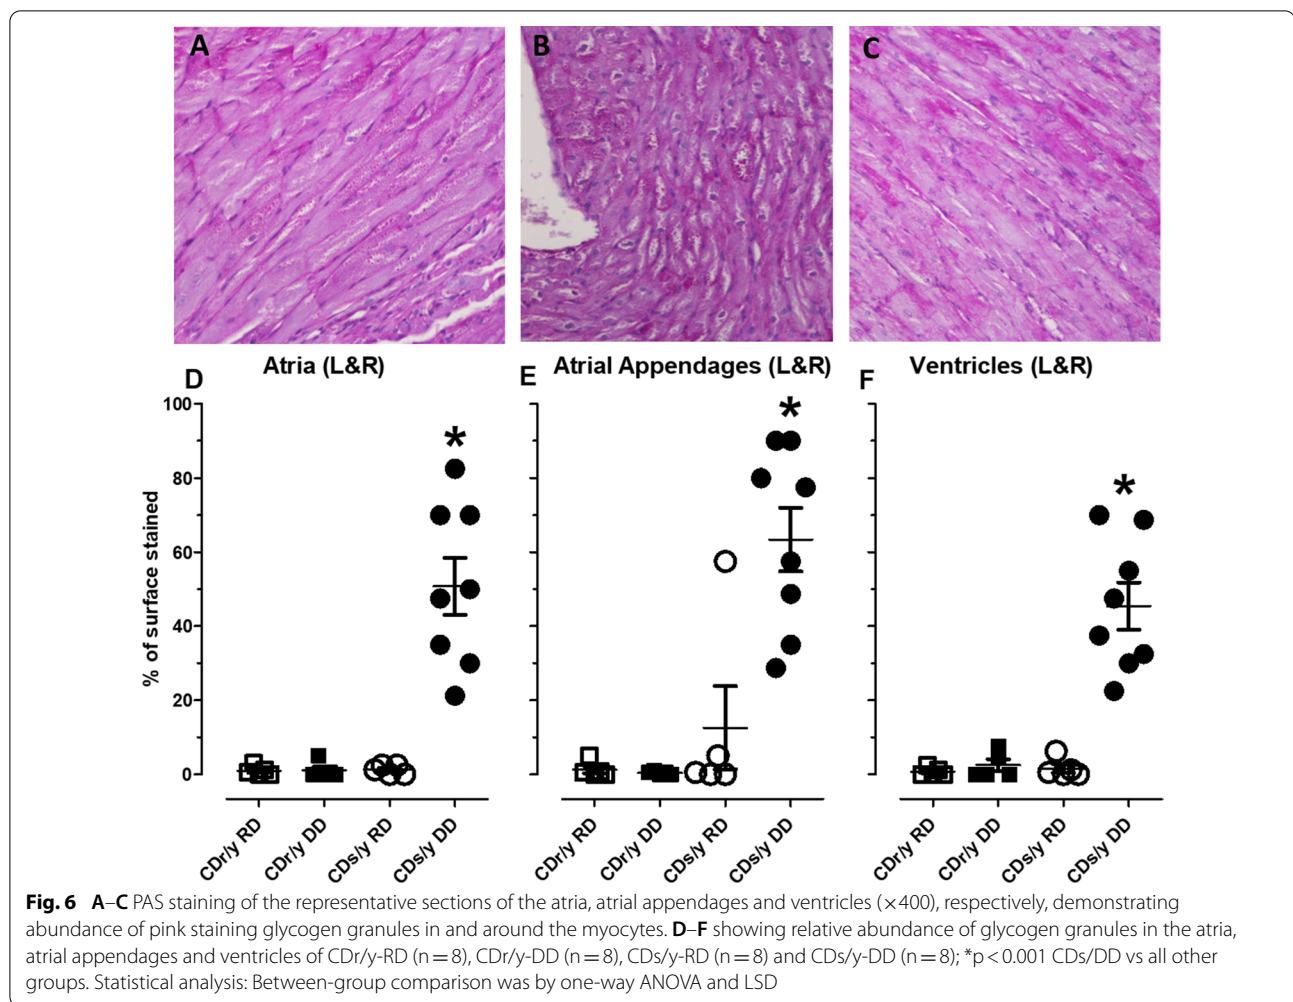 A B C
Atria (L&R) Atrial Appendages (L&R) Ventricles (L&R)
D E F
% of surface stained
100
80
60
40
20
0
* * *
CDr/y RD CDr/y DD CDs/y RD CDs/y DD CDr/y RD CDr/y DD CDs/y RD CDs/y DD CDr/y RD CDr/y DD CDs/y RD CDs/y DD
Fig. 6 A–C PAS staining of the representative sections of the atria, atrial appendages and ventricles (×400), respectively, demonstrating
abundance of pink staining glycogen granules in and around the myocytes. D–F showing relative abundance of glycogen granules in the atria,
atrial appendages and ventricles of CDr/y-RD (n=8), CDr/y-DD (n=8), CDs/y-RD (n=8) and CDs/y-DD (n=8); *p<0.001 CDs/DD vs all other
groups. Statistical analysis: Between-group comparison was by one-way ANOVA and LSD